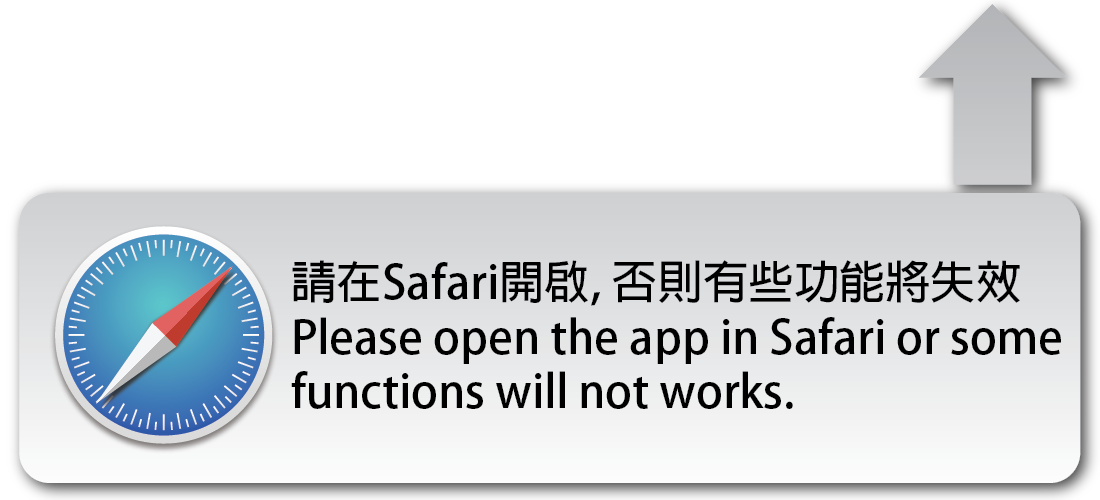 請在Safari開啟, 否則有些功能將失效
Please open the app in Safari or some
functions will not works.